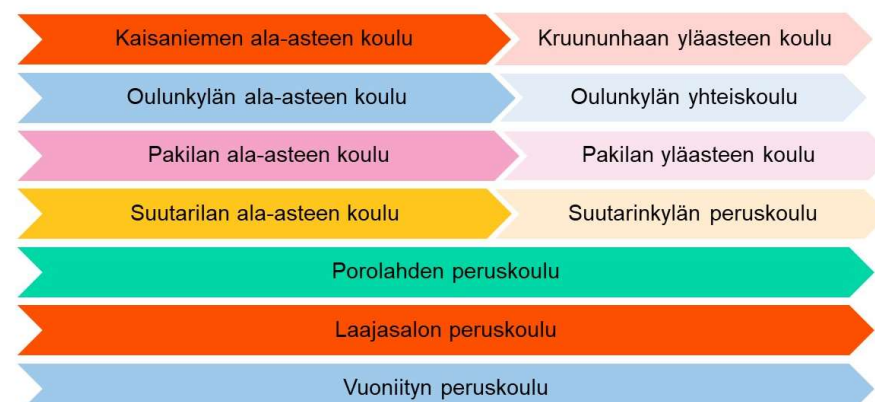 Kaisaniemen ala-asteen koulu Kruununhaan yläasteen koulu
Oulunkylän ala-asteen koulu Oulunkylän yhteiskoulu
Pakilan ala-asteen koulu Pakilan yläasteen koulu
Suutarilan ala-asteen koulu Suutarinkylän peruskoulu
Porolahden peruskoulu
Laajasalon peruskoulu
Vuoniityn peruskoulu